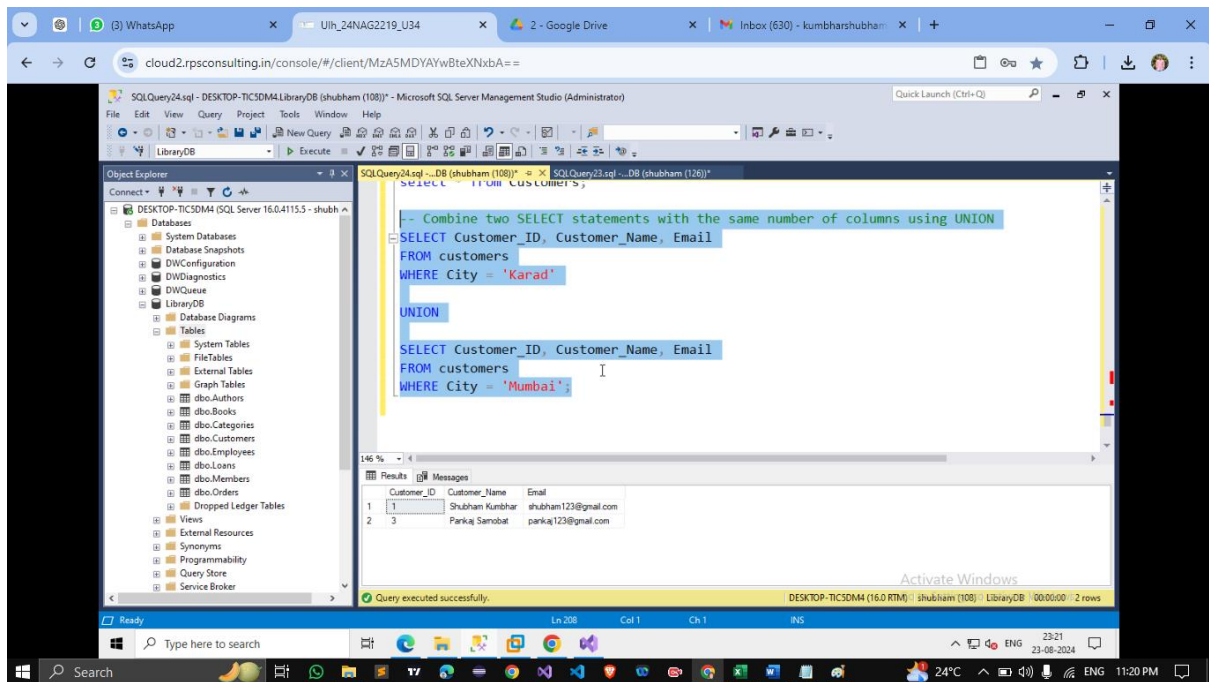 (3) WhatsApp
Ulh_24NAG2219_U34
2 - Google Drive
Inbox (630) - kumbharshubham
cloud2.rpsconsulting.in/console/#/client/MzA5MDYAYwBteXNxbA==
SQLQuery24.sql - DESKTOP-TIC5DM4.LibraryDB (shubham (108))* - Microsoft SQL Server Management Studio (Administrator)
Quick Launch (Ctrl+Q)
File Edit View Query Project Tools Window Help
New Query
LibraryDB
Execute
Object Explorer
SQLQuery24.sql -...DB (shubham (108))*
SQLQuery23.sql -...DB (shubham (126))*
Connect
DESKTOP-TIC5DM4 (SQL Server 16.0.4115.5 - shubh
Databases
System Databases
Database Snapshots
DWConfiguration
DWDiagnostics
DWQueue
LibraryDB
Database Diagrams
Tables
System Tables
FileTables
External Tables
Graph Tables
dbo.Authors
dbo.Books
dbo.Categories
dbo.Customers
dbo.Employees
dbo.Loans
dbo.Members
dbo.Orders
Dropped Ledger Tables
Views
External Resources
Synonyms
Programmability
Query Store
Service Broker
select * from Customers;
-- Combine two SELECT statements with the same number of columns using UNION
SELECT Customer_ID, Customer_Name, Email
FROM customers
WHERE City = 'Karad'
UNION
SELECT Customer_ID, Customer_Name, Email
FROM customers
WHERE City = 'Mumbai';
146 %
Results Messages
Customer_ID Customer_Name Email
1 1 Shubham Kumbhar shubham123@gmail.com
2 3 Pankaj Samobat pankaj123@gmail.com
Activate Windows
Query executed successfully.
DESKTOP-TIC5DM4 (16.0 RTM) shubham (108) LibraryDB 00:00:00 2 rows
Ready
Ln 208 Col 1 Ch 1 INS
Type here to search
ENG
23:21
23-08-2024
Search
24°C
ENG
11:20 PM